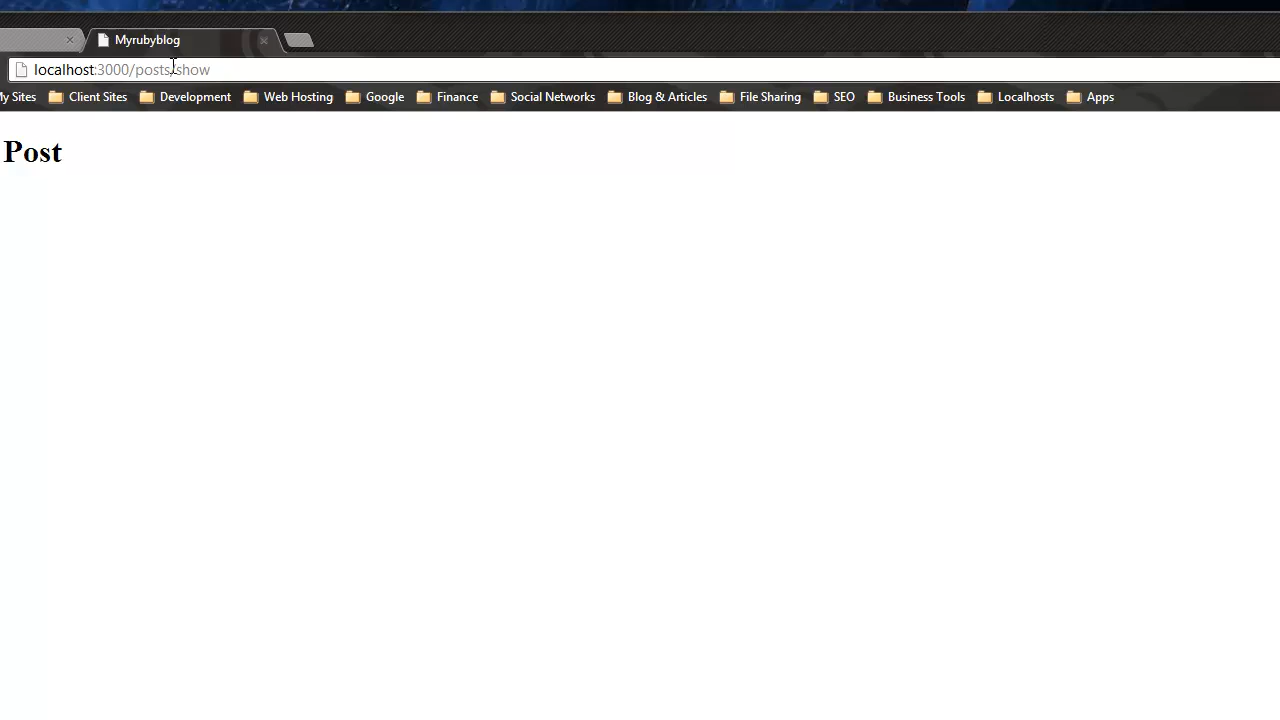 Myrubyblog
localhost:3000/posts/show
My Sites Client Sites Development Web Hosting Google Finance Social Networks Blog & Articles File Sharing SEO Business Tools Localhosts Apps
Post